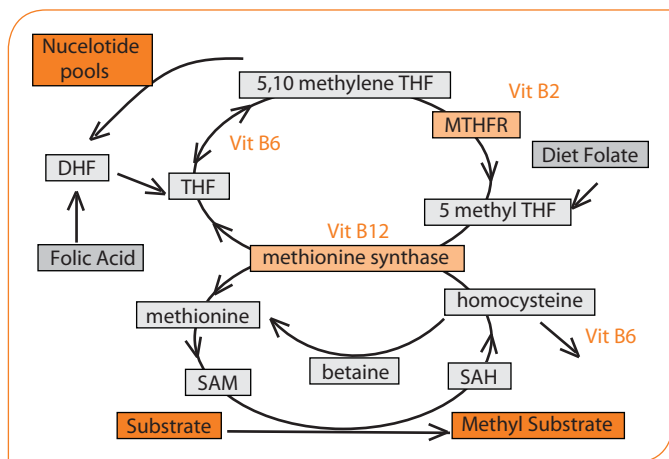 Nucelotide
pools
5,10 methylene THF
Vit B2
MTHFR
Vit B6
DHF
THF
Diet Folate
5 methyl THF
Vit B12
Folic Acid
methionine synthase
homocysteine
methionine
Vit B6
betaine
SAM
SAH
Substrate
Methyl Substrate